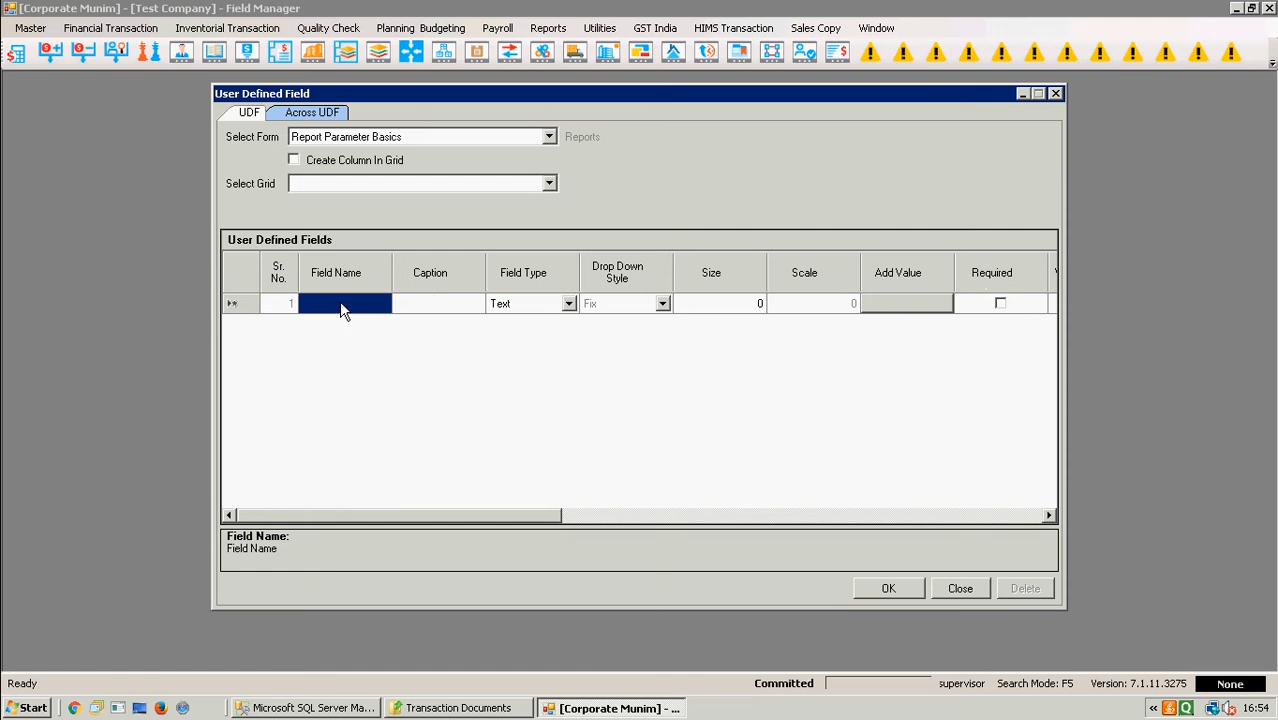 [Corporate Munim] - [Test Company] - Field Manager
Master Financial Transaction Inventorial Transaction Quality Check Planning Budgeting Payroll Reports Utilities GST India HIMS Transaction Sales Copy Window
User Defined Field
UDF Across UDF
Select Form Report Parameter Basics Reports
Create Column In Grid
Select Grid
User Defined Fields
Sr. No. Field Name Caption Field Type Drop Down Style Size Scale Add Value Required
1 Text Fix 0 0
Field Name:
Field Name
OK Close Delete
Ready Committed supervisor Search Mode: F5 Version: 7.1.11.3275 None
Start Microsoft SQL Server Ma... Transaction Documents [Corporate Munim] - ... « 16:54